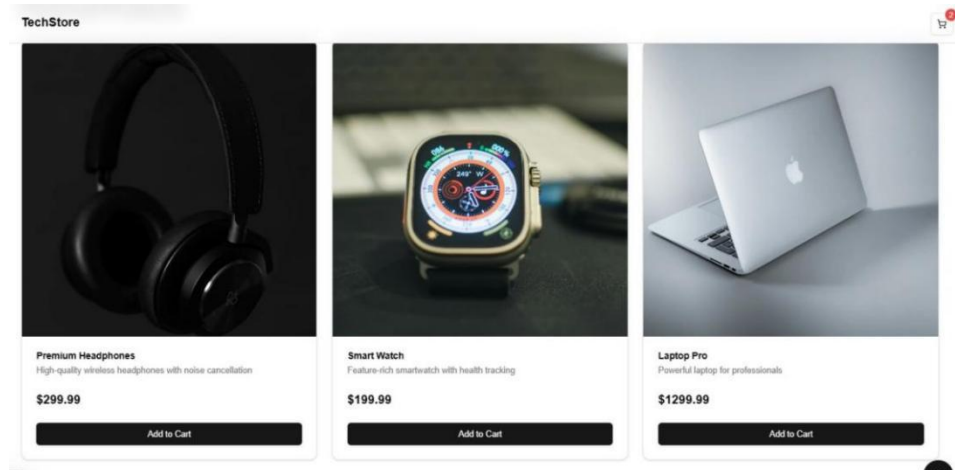 TechStore
2
Premium Headphones
High-quality wireless headphones with noise cancellation
$299.99
Add to Cart
Smart Watch
Feature-rich smartwatch with health tracking
$199.99
Add to Cart
Laptop Pro
Powerful laptop for professionals
$1299.99
Add to Cart
249° W